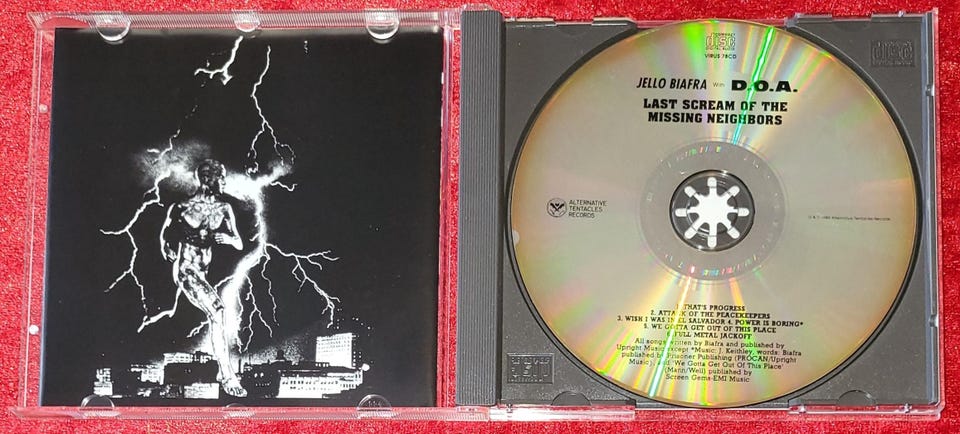 COMPACT
disc
DIGITAL AUDIO
VIRUS 78CD
JELLO BIAFRA With D.O.A.
LAST SCREAM OF THE
MISSING NEIGHBORS
ALTERNATIVE
TENTACLES
RECORDS
1. THAT'S PROGRESS
2. ATTACK OF THE PEACEKEEPERS
3. WISH I WAS IN EL SALVADOR 4. POWER IS BORING*
5. WE GOTTA GET OUT OF THIS PLACE
FULL METAL JACKOFF
All songs written by Biafra and published by
Upright Music except *Music: J. Keithley, words: Biafra
published by Prisoner Publishing (PROCAN/Upright
Music), and 'We Gotta Get Out Of This Place'
(Mann/Weil) published by
Screen Gems-EMI Music